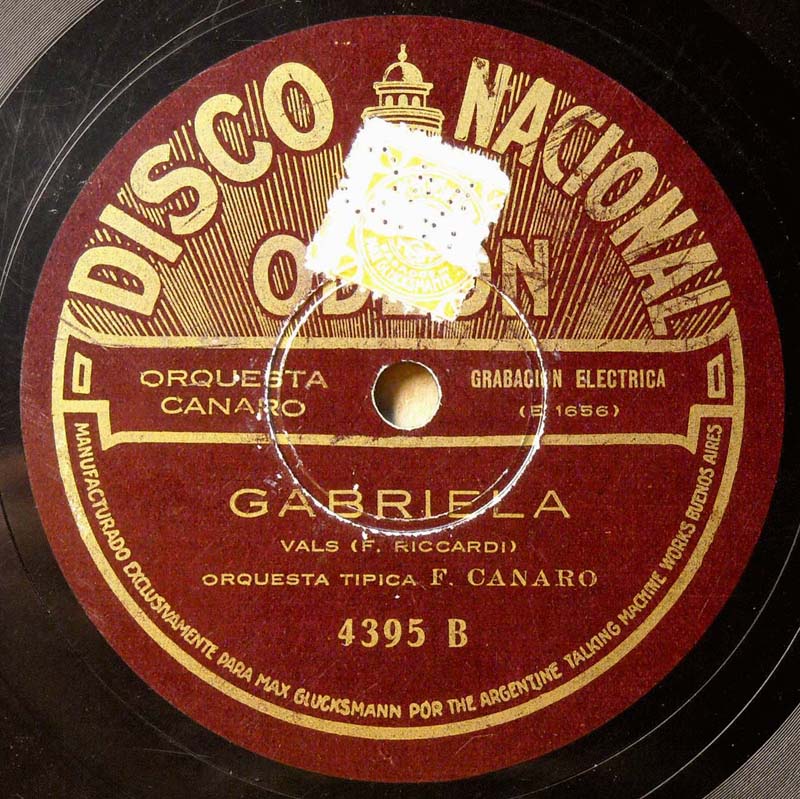 DISCO NACIONAL
ODEON
ORQUESTA
CANARO
GRABACION ELECTRICA
(E 1656)
GABRIELA
VALS (F. RICCARDI)
ORQUESTA TIPICA F. CANARO
4395 B
MANUFACTURADO EXCLUSIVAMENTE PARA MAX GLUCKSMANN POR THE ARGENTINE TALKING MACHINE WORKS BUENOS AIRES